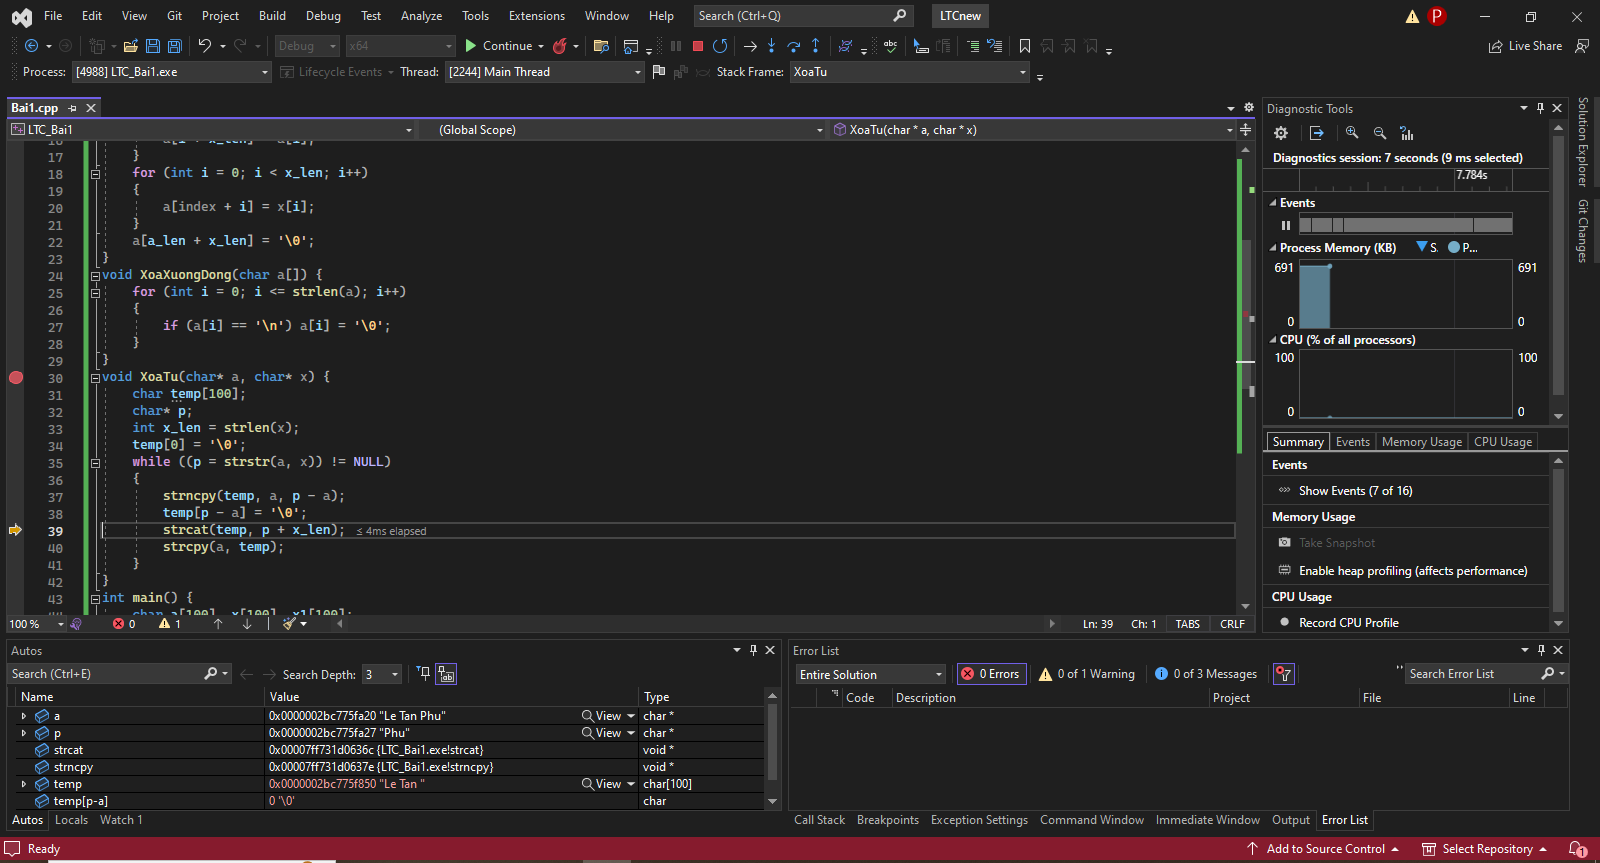 File Edit View Git Project Build Debug Test Analyze Tools Extensions Window Help Search (Ctrl+Q) LTCnew P
Debug x64 Continue Live Share
Process: [4988] LTC_Bai1.exe Lifecycle Events Thread: [2244] Main Thread Stack Frame: XoaTu
Bai1.cpp
LTC_Bai1 (Global Scope) XoaTu(char * a, char * x)
17 }
18 for (int i = 0; i < x_len; i++)
19 {
20 a[index + i] = x[i];
21 }
22 a[a_len + x_len] = '\0';
23 }
24 void XoaXuongDong(char a[]) {
25 for (int i = 0; i <= strlen(a); i++)
26 {
27 if (a[i] == '\n') a[i] = '\0';
28 }
29 }
30 void XoaTu(char* a, char* x) {
31 char temp[100];
32 char* p;
33 int x_len = strlen(x);
34 temp[0] = '\0';
35 while ((p = strstr(a, x)) != NULL)
36 {
37 strncpy(temp, a, p - a);
38 temp[p - a] = '\0';
39 strcat(temp, p + x_len); ≤ 4ms elapsed
40 strcpy(a, temp);
41 }
42 }
43 int main() {
char a[100], x[100], x1[100];
100 % 0 1 Ln: 39 Ch: 1 TABS CRLF
Diagnostic Tools
Diagnostics session: 7 seconds (9 ms selected)
7.784s
Events
Process Memory (KB) S. P...
691 691
0 0
CPU (% of all processors)
100 100
0 0
Summary Events Memory Usage CPU Usage
Events
Show Events (7 of 16)
Memory Usage
Take Snapshot
Enable heap profiling (affects performance)
CPU Usage
Record CPU Profile
Solution Explorer
Git Changes
Autos
Search (Ctrl+E) Search Depth: 3
Name Value Type
a 0x0000002bc775fa20 "Le Tan Phu" View char *
p 0x0000002bc775fa27 "Phu" View char *
strcat 0x00007ff731d0636c {LTC_Bai1.exe!strcat} void *
strncpy 0x00007ff731d0637e {LTC_Bai1.exe!strncpy} void *
temp 0x0000002bc775f850 "Le Tan " View char[100]
temp[p-a] 0 '\0' char
Autos Locals Watch 1
Error List
Entire Solution 0 Errors 0 of 1 Warning 0 of 3 Messages Search Error List
Code Description Project File Line
Call Stack Breakpoints Exception Settings Command Window Immediate Window Output Error List
Ready Add to Source Control Select Repository 1